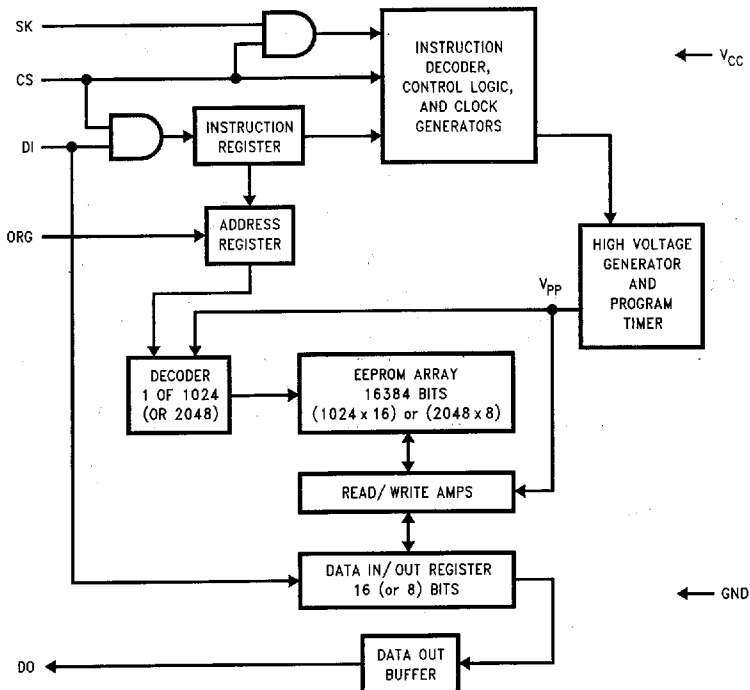 SK
CS
DI
ORG
INSTRUCTION
DECODER,
CONTROL LOGIC,
AND CLOCK
GENERATORS
VCC
INSTRUCTION
REGISTER
ADDRESS
REGISTER
HIGH VOLTAGE
GENERATOR
AND
PROGRAM
TIMER
VPP
DECODER
1 OF 1024
(OR 2048)
EEPROM ARRAY
16384 BITS
(1024 x 16) or (2048 x 8)
READ/WRITE AMPS
DATA IN/OUT REGISTER
16 (or 8) BITS
GND
DO
DATA OUT
BUFFER